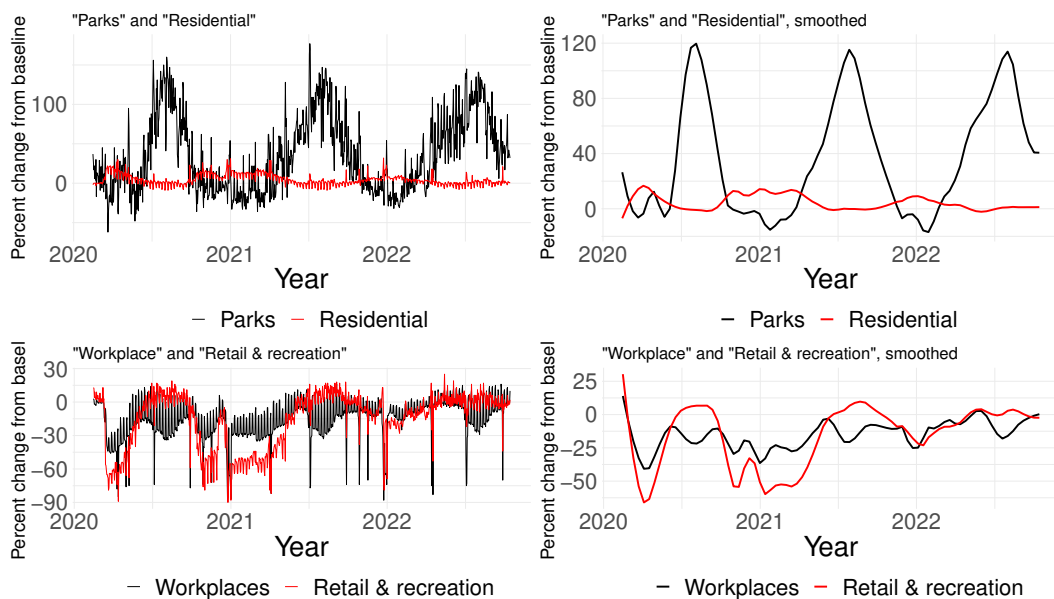 "Parks" and "Residential"
Percent change from baseline
100
0
2020 2021 2022
Year
Parks Residential
"Parks" and "Residential", smoothed
Percent change from baseline
120
80
40
0
2020 2021 2022
Year
Parks Residential
"Workplace" and "Retail & recreation"
Percent change from basel
30
0
−30
−60
−90
2020 2021 2022
Year
Workplaces Retail & recreation
"Workplace" and "Retail & recreation", smoothed
Percent change from basel
25
0
−25
−50
2020 2021 2022
Year
Workplaces Retail & recreation